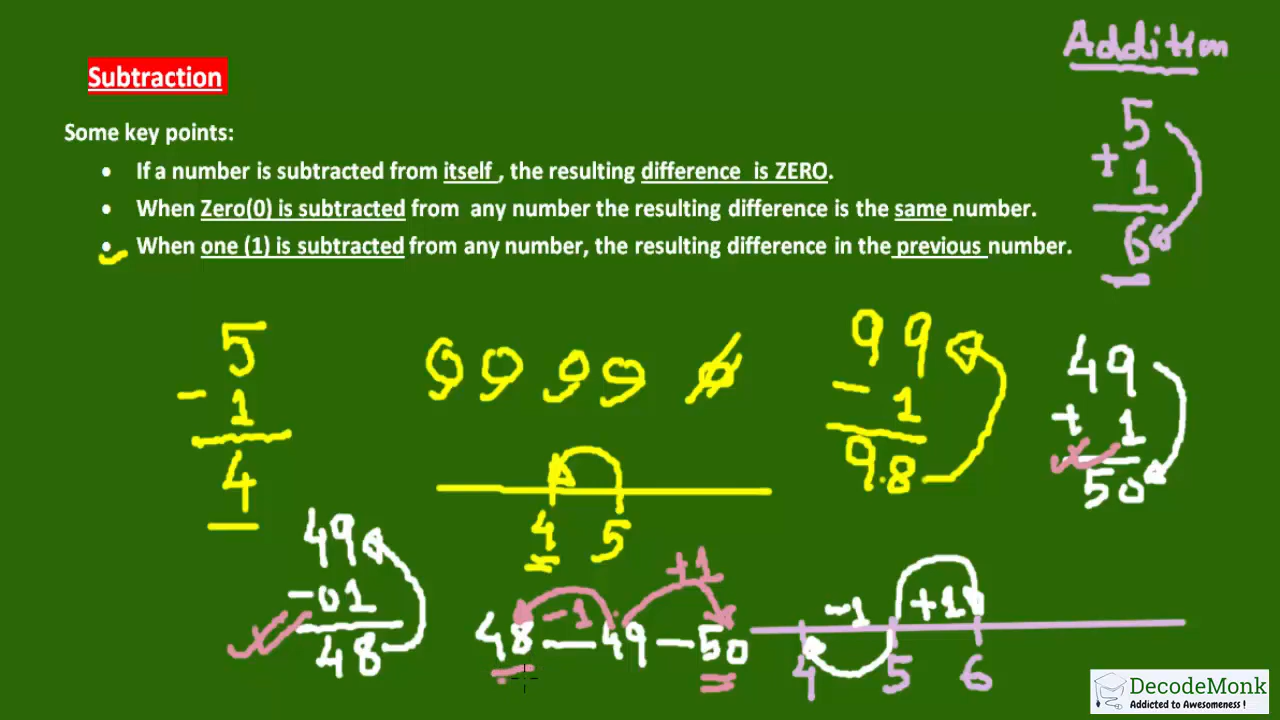 Addition
Subtraction
5
+ 1
6
Some key points:
• If a number is subtracted from itself , the resulting difference is ZERO.
• When Zero(0) is subtracted from any number the resulting difference is the same number.
• When one (1) is subtracted from any number, the resulting difference in the previous number.
5
- 1
4
9999
4 5
99
- 1
98
49
+ 1
50
49
- 01
48
-1 +1
48 — 49 — 50
-1 +1
4 5 6
DecodeMonk
Addicted to Awesomeness !